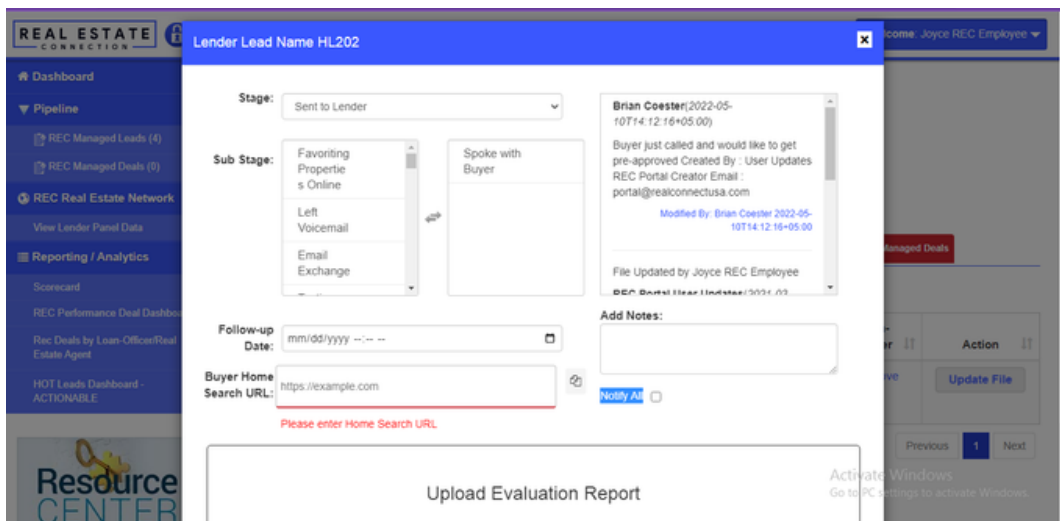 REAL ESTATE
CONNECTION
Lender Lead Name HL202
come: Joyce REC Employee
Dashboard
Pipeline
REC Managed Leads (4)
REC Managed Deals (0)
REC Real Estate Network
View Lender Panel Data
Reporting / Analytics
Scorecard
REC Performance Deal Dashboa
Rec Deals by Loan-Officer/Real
Estate Agent
HOT Leads Dashboard -
ACTIONABLE
Resource
CENTER
Stage:
Sent to Lender
Sub Stage:
Favoriting
Propertie
s Online
Left
Voicemail
Email
Exchange
Spoke with
Buyer
Brian Coester(2022-05-
10T14:12:16+05:00)
Buyer just called and would like to get
pre-approved Created By : User Updates
REC Portal Creator Email :
portal@realconnectusa.com
Modified By: Brian Coester 2022-05-
10T14:12:16+05:00
File Updated by Joyce REC Employee
REC Portal User Updates(2021-03
Follow-up
Date:
mm/dd/yyyy --:-- --
Buyer Home
Search URL:
https://example.com
Please enter Home Search URL
Add Notes:
Notify All
Upload Evaluation Report
Managed Deals
Action
Update File
Previous 1 Next
Activate Windows
Go to PC settings to activate Windows.